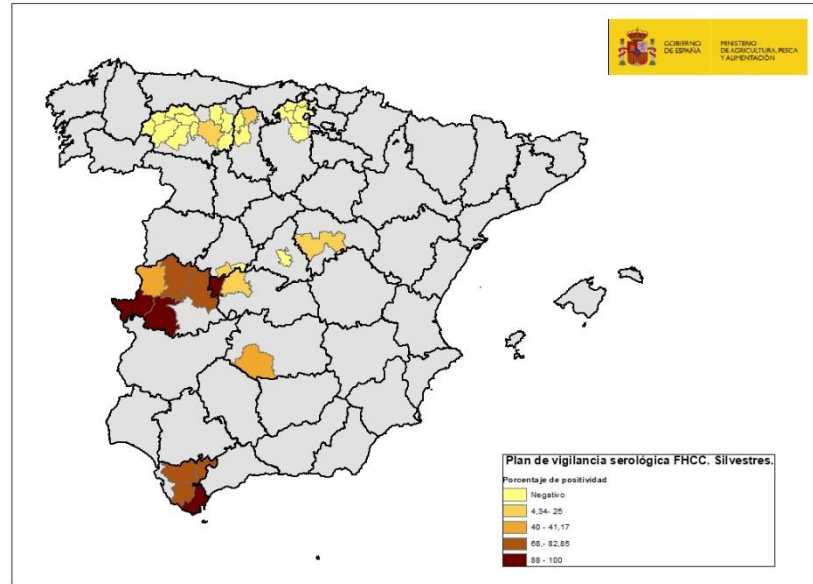 GOBIERNO
DE ESPAÑA
MINISTERIO
DE AGRICULTURA, PESCA
Y ALIMENTACIÓN
Plan de vigilancia serológica FHCC. Silvestres.
Porcentaje de positividad
Negativo
4,34- 25
40 - 41,17
68,- 82,85
88 - 100